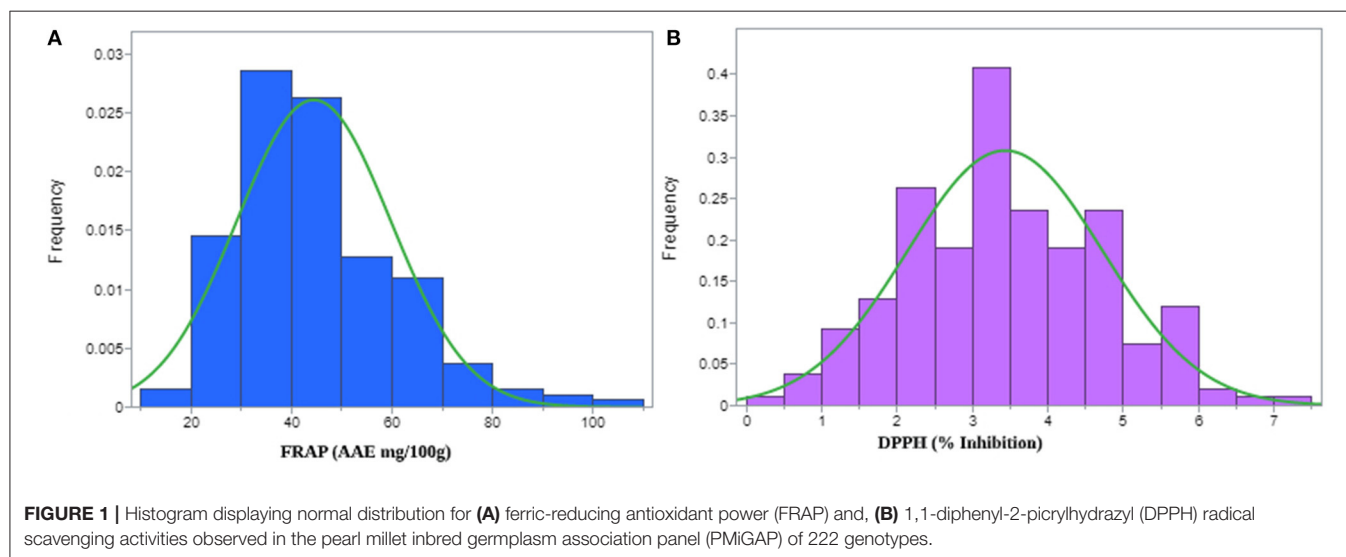 A
0.03
0.025
0.02
0.015
0.01
0.005
0
Frequency
20 40 60 80 100
FRAP (AAE mg/100g)
B
0.4
0.35
0.3
0.25
0.2
0.15
0.1
0.05
0
Frequency
0 1 2 3 4 5 6 7
DPPH (% Inhibition)
FIGURE 1 | Histogram displaying normal distribution for (A) ferric-reducing antioxidant power (FRAP) and, (B) 1,1-diphenyl-2-picrylhydrazyl (DPPH) radical
scavenging activities observed in the pearl millet inbred germplasm association panel (PMiGAP) of 222 genotypes.